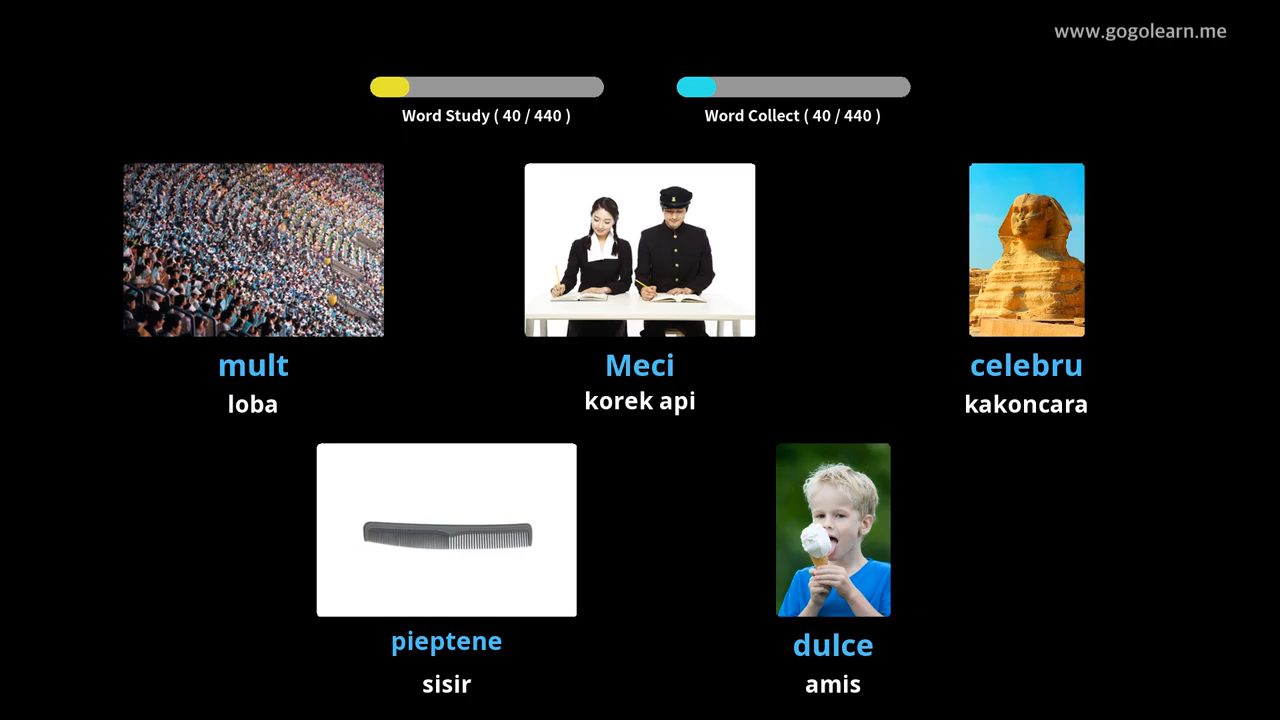 www.gogolearn.me
Word Study ( 40 / 440 )
Word Collect ( 40 / 440 )
mult
loba
Meci
korek api
celebru
kakoncara
pieptene
sisir
dulce
amis